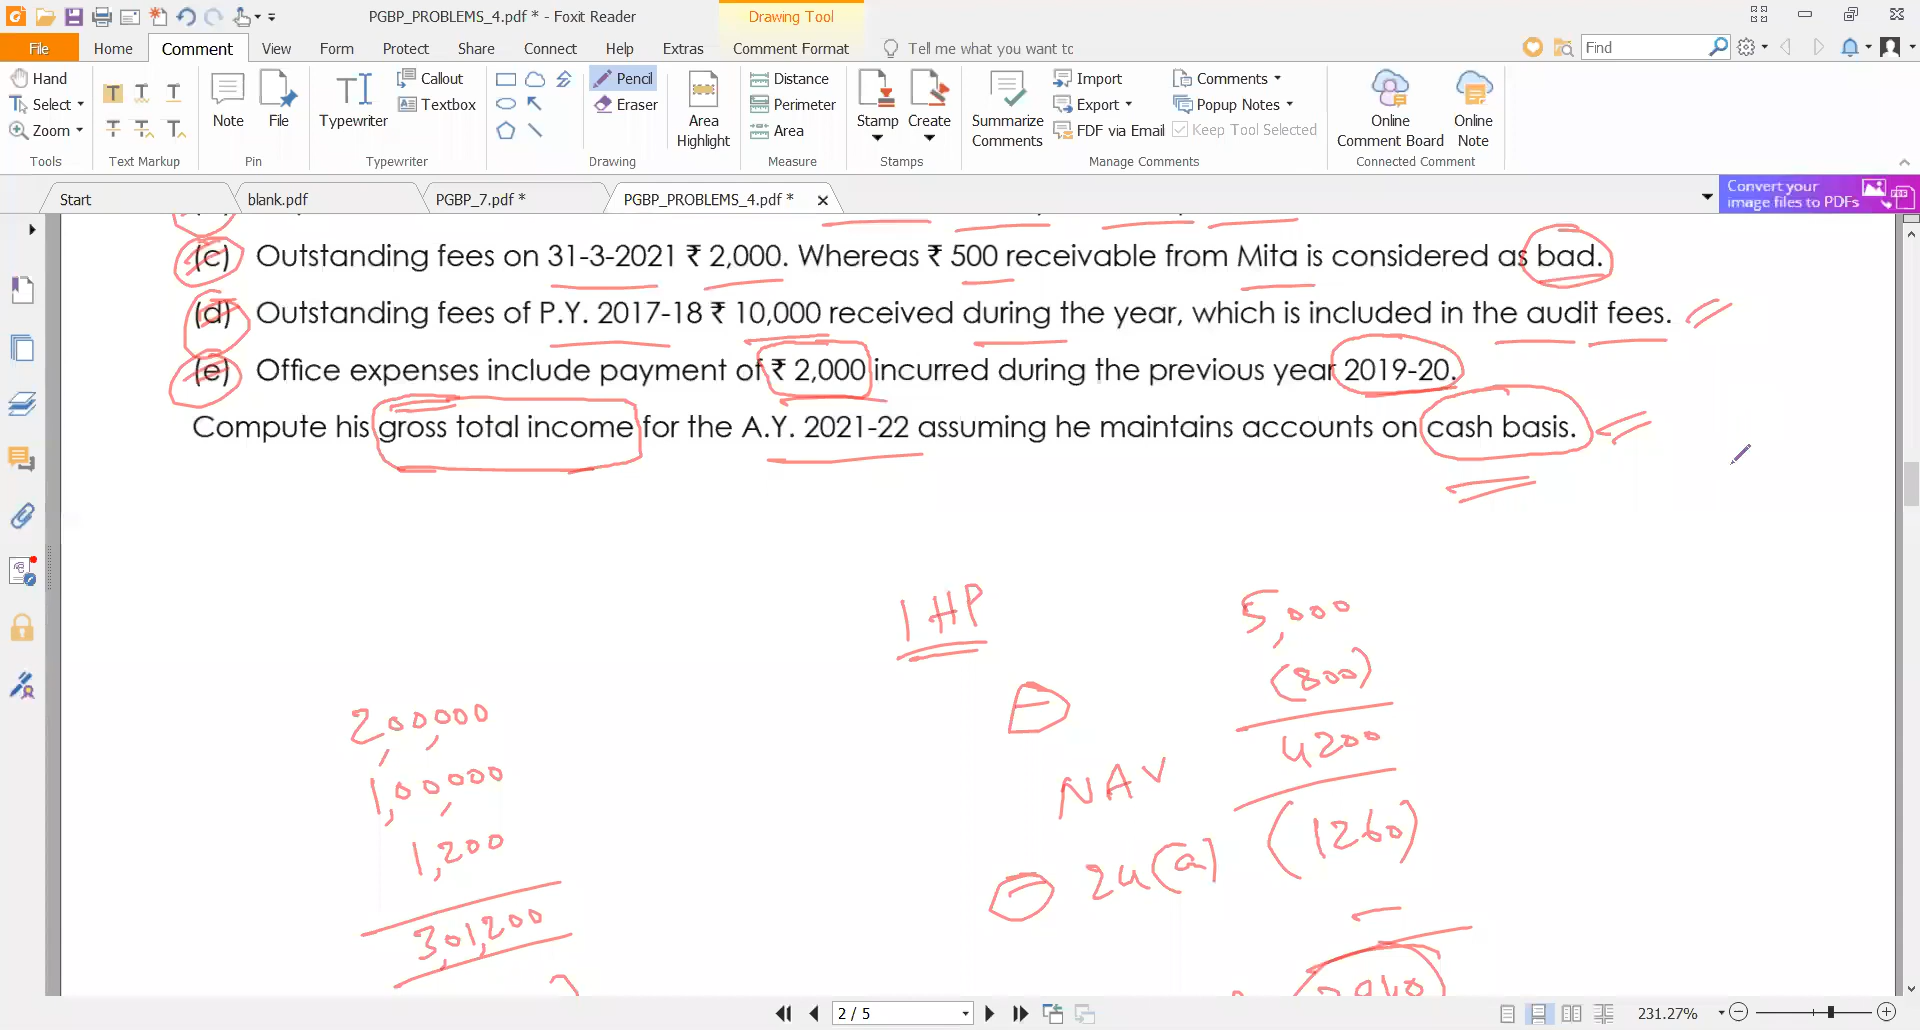 PGBP_PROBLEMS_4.pdf * - Foxit Reader
Drawing Tool
File Home Comment View Form Protect Share Connect Help Extras Comment Format Tell me what you want to Find
Hand
Select
Zoom
Tools
Text Markup
Note
File
Pin
Typewriter
Callout
Textbox
Typewriter
Pencil
Eraser
Drawing
Area
Highlight
Distance
Perimeter
Area
Measure
Stamp
Create
Stamps
Summarize
Comments
Import
Export
FDF via Email
Comments
Popup Notes
Keep Tool Selected
Manage Comments
Online
Comment Board
Online
Note
Connected Comment
Start
blank.pdf
PGBP_7.pdf *
PGBP_PROBLEMS_4.pdf *
Convert your
image files to PDFs
(c) Outstanding fees on 31-3-2021 ₹ 2,000. Whereas ₹ 500 receivable from Mita is considered as bad.
(d) Outstanding fees of P.Y. 2017-18 ₹ 10,000 received during the year, which is included in the audit fees.
(e) Office expenses include payment of ₹ 2,000 incurred during the previous year 2019-20.
Compute his gross total income for the A.Y. 2021-22 assuming he maintains accounts on cash basis.
IHP
5,000
(800)
4200
NAV
24(a) (1260)
2,00,000
1,00,000
1,200
3,01,200
2 / 5
231.27%